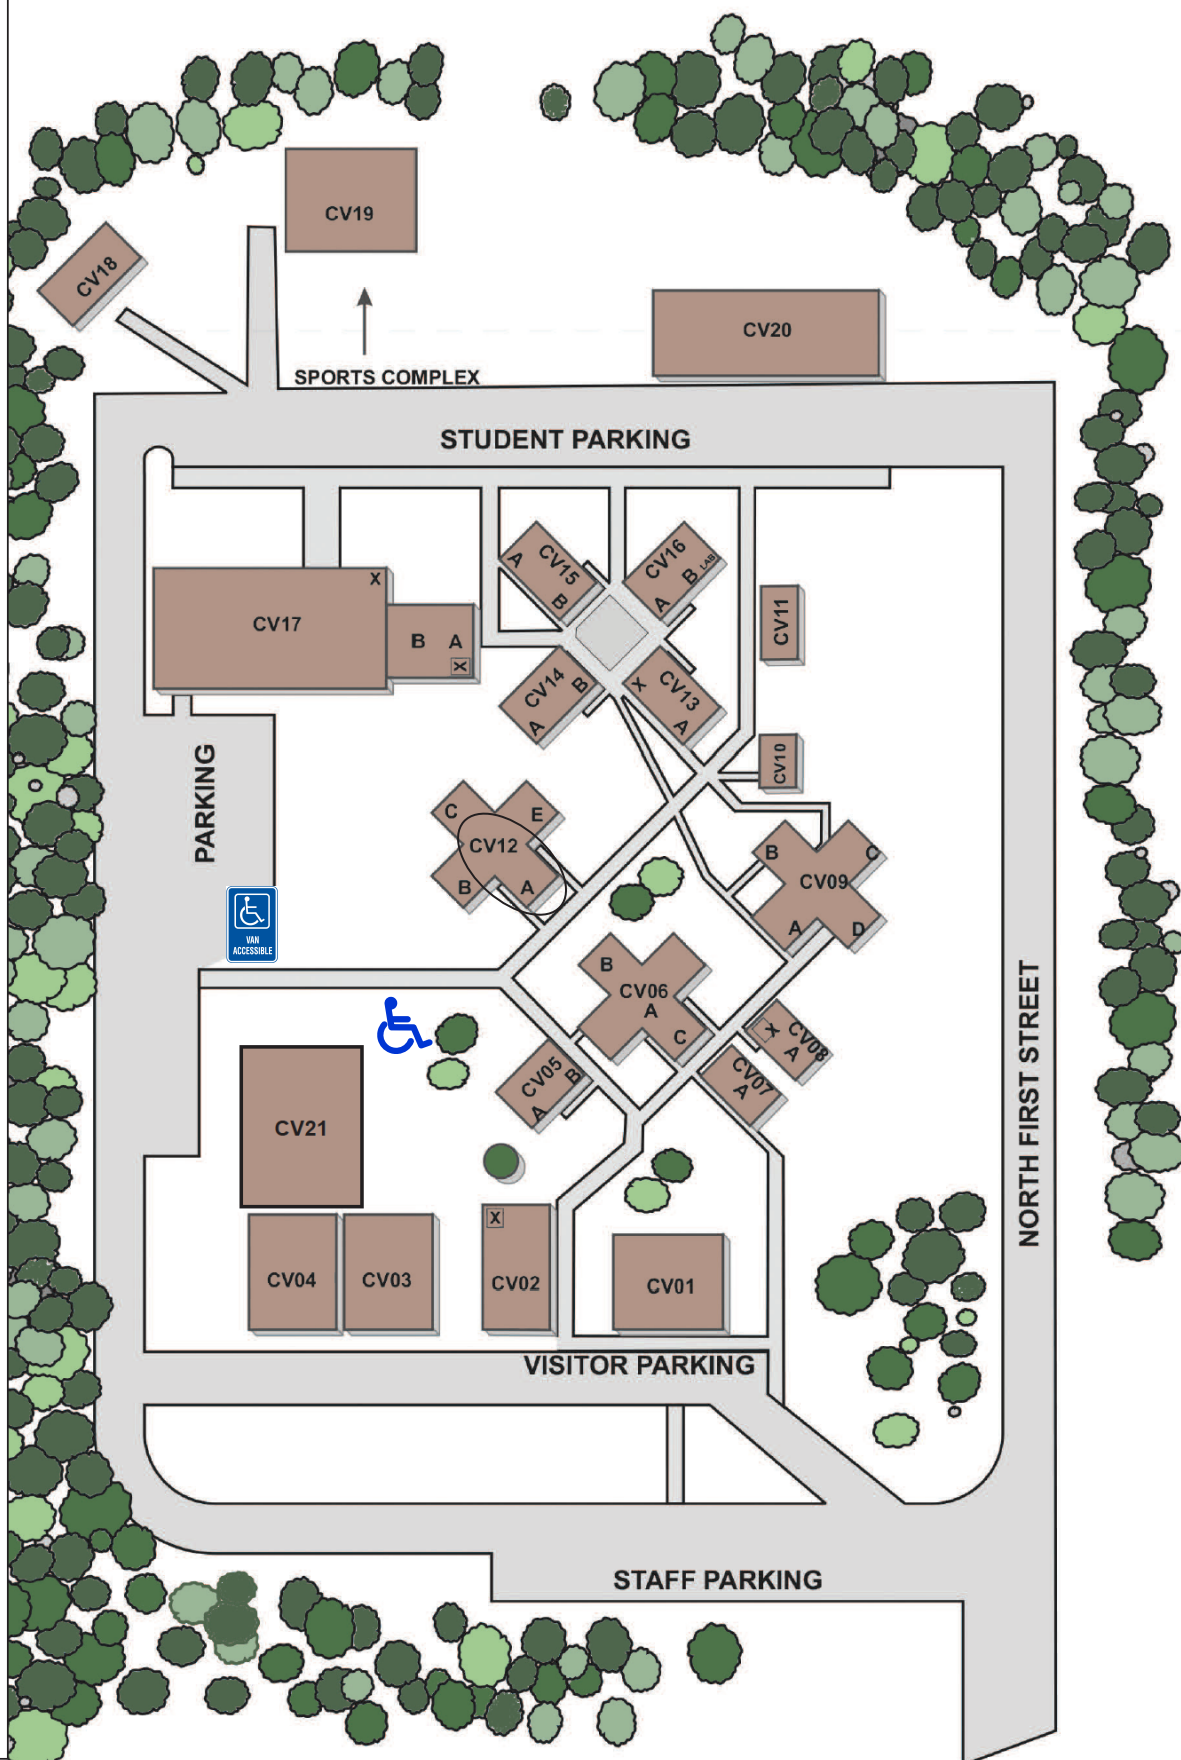 CV19
CV18
CV20
SPORTS COMPLEX
STUDENT PARKING
A
CV15
B
CV16
B
LAB
A
X
CV17
B
A
X
CV11
CV14
B
A
X
CV13
A
CV10
PARKING
C
E
CV12
B
A
B
C
CV09
A
D
VAN
ACCESSIBLE
B
CV06
A
C
X
CV08
A
CV07
A
CV05
B
A
NORTH FIRST STREET
CV21
X
CV04
CV03
CV02
CV01
VISITOR PARKING
STAFF PARKING